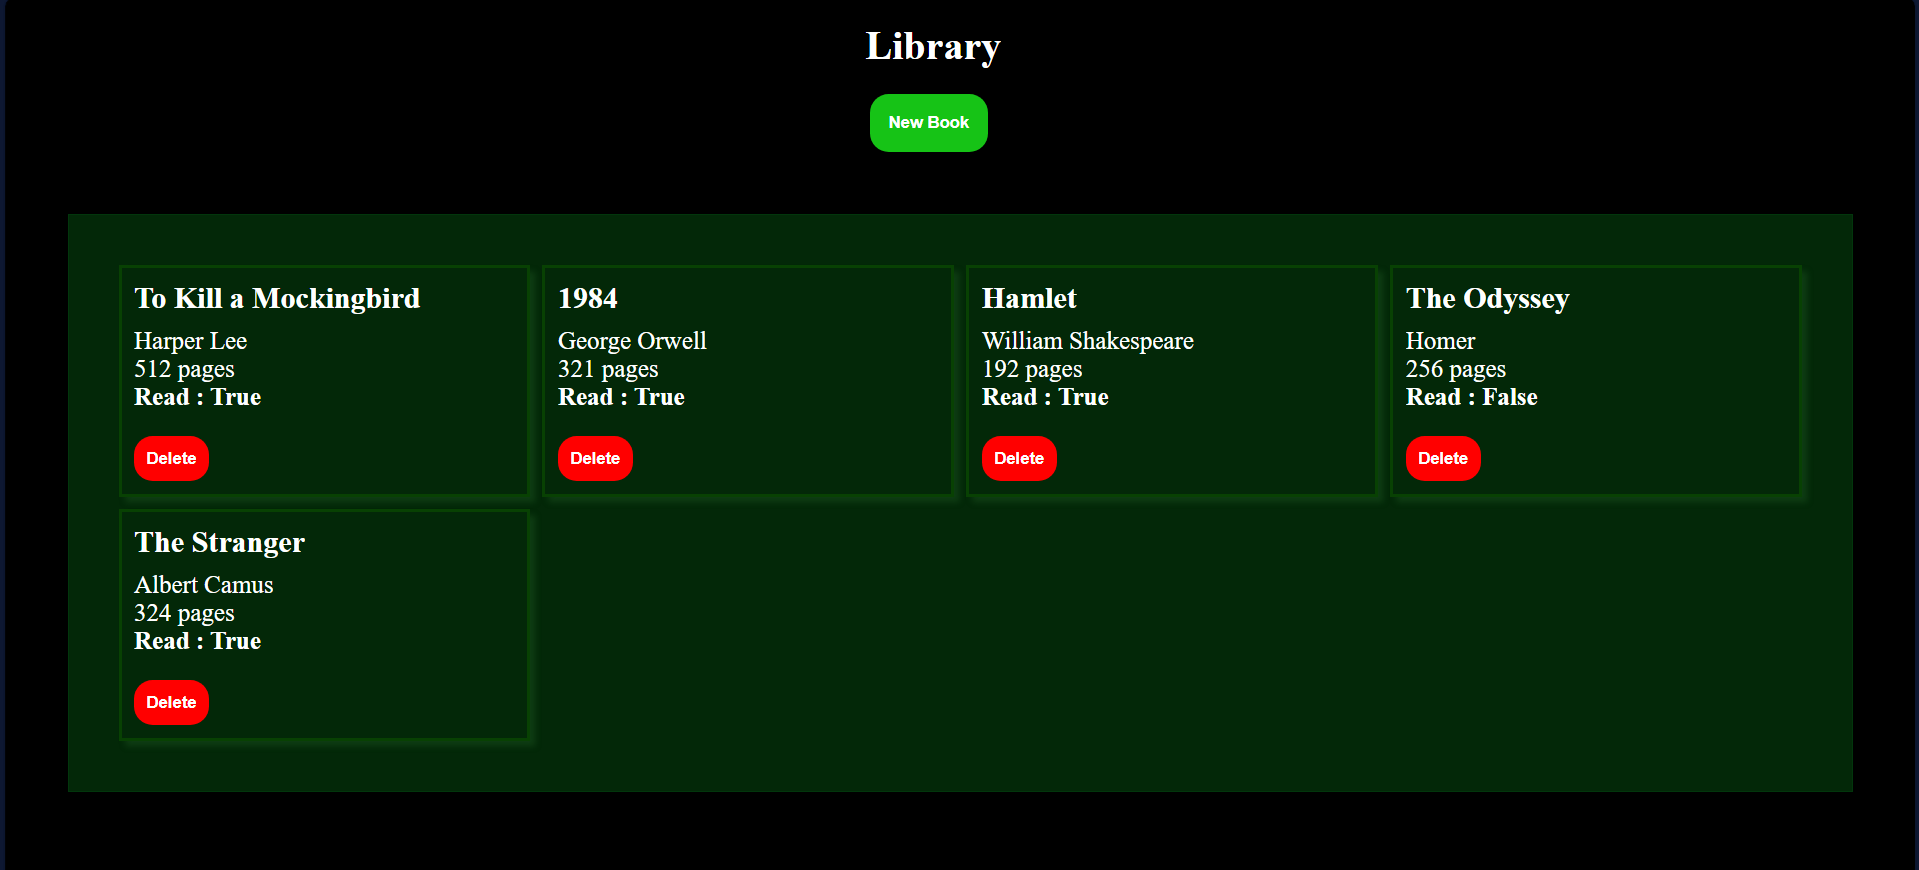 Library
New Book
To Kill a Mockingbird
Harper Lee
512 pages
Read : True
Delete
1984
George Orwell
321 pages
Read : True
Delete
Hamlet
William Shakespeare
192 pages
Read : True
Delete
The Odyssey
Homer
256 pages
Read : False
Delete
The Stranger
Albert Camus
324 pages
Read : True
Delete